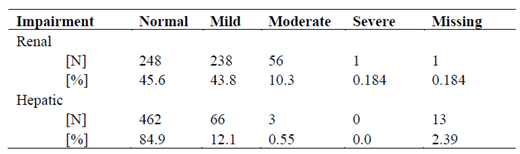 Impairment Normal Mild Moderate Severe Missing
Renal
[N] 248 238 56 1 1
[%] 45.6 43.8 10.3 0.184 0.184
Hepatic
[N] 462 66 3 0 13
[%] 84.9 12.1 0.55 0.0 2.39